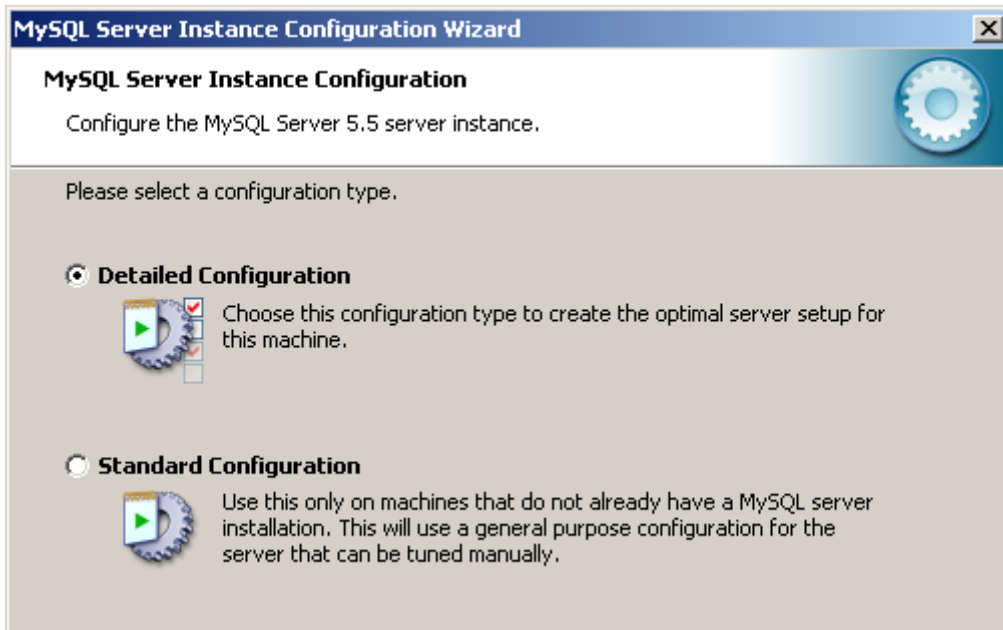 MySQL Server Instance Configuration Wizard
MySQL Server Instance Configuration
Configure the MySQL Server 5.5 server instance.
Please select a configuration type.
Detailed Configuration
Choose this configuration type to create the optimal server setup for
this machine.
Standard Configuration
Use this only on machines that do not already have a MySQL server
installation. This will use a general purpose configuration for the
server that can be tuned manually.